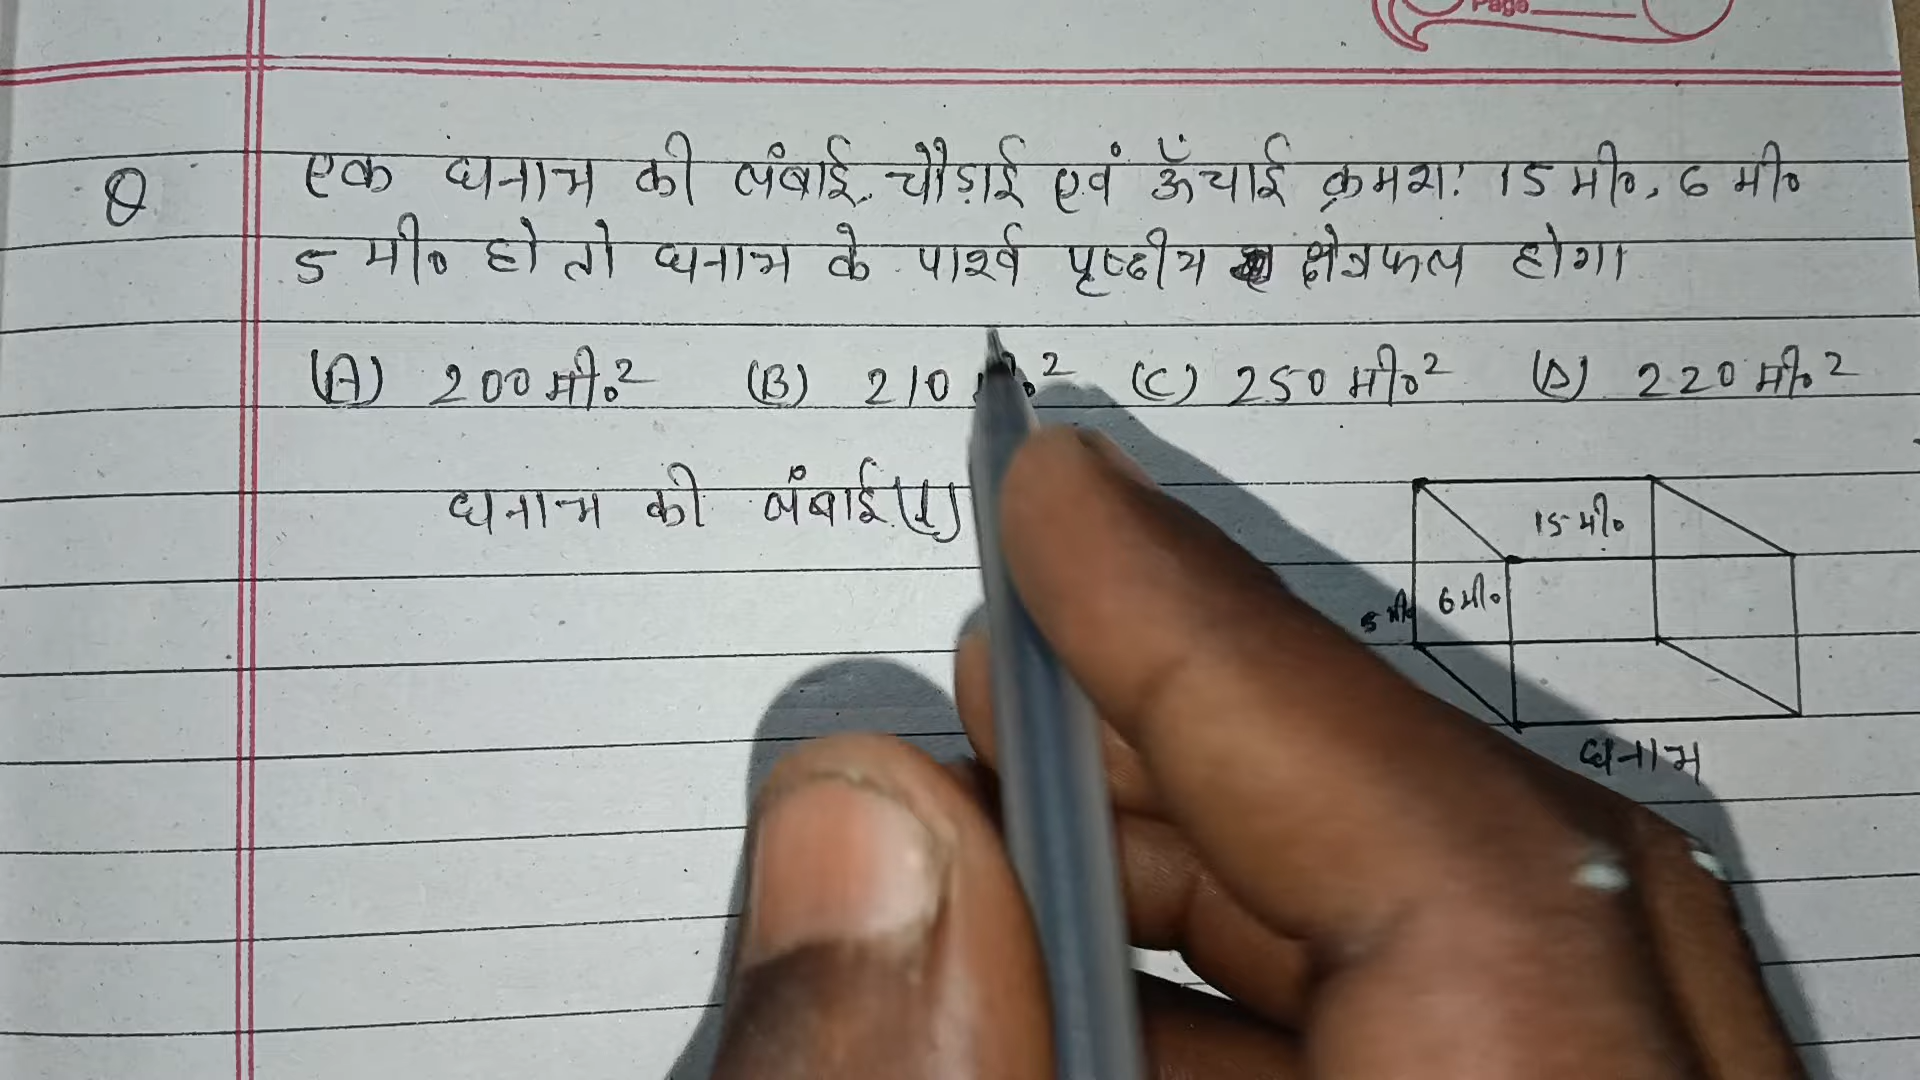 Page
Q एक घनाभ की लंबाई, चौड़ाई एवं ऊँचाई क्रमशः 15 मी०, 6 मी०
5 मी० हो तो घनाभ के पार्श्व पृष्ठीय क्षेत्रफल होगा
(A) 200 मी०² (B) 210 मी०² (C) 250 मी०² (D) 220 मी०²
घनाभ की लंबाई (l)
15 मी०
5 मी० 6 मी०
घनाभ